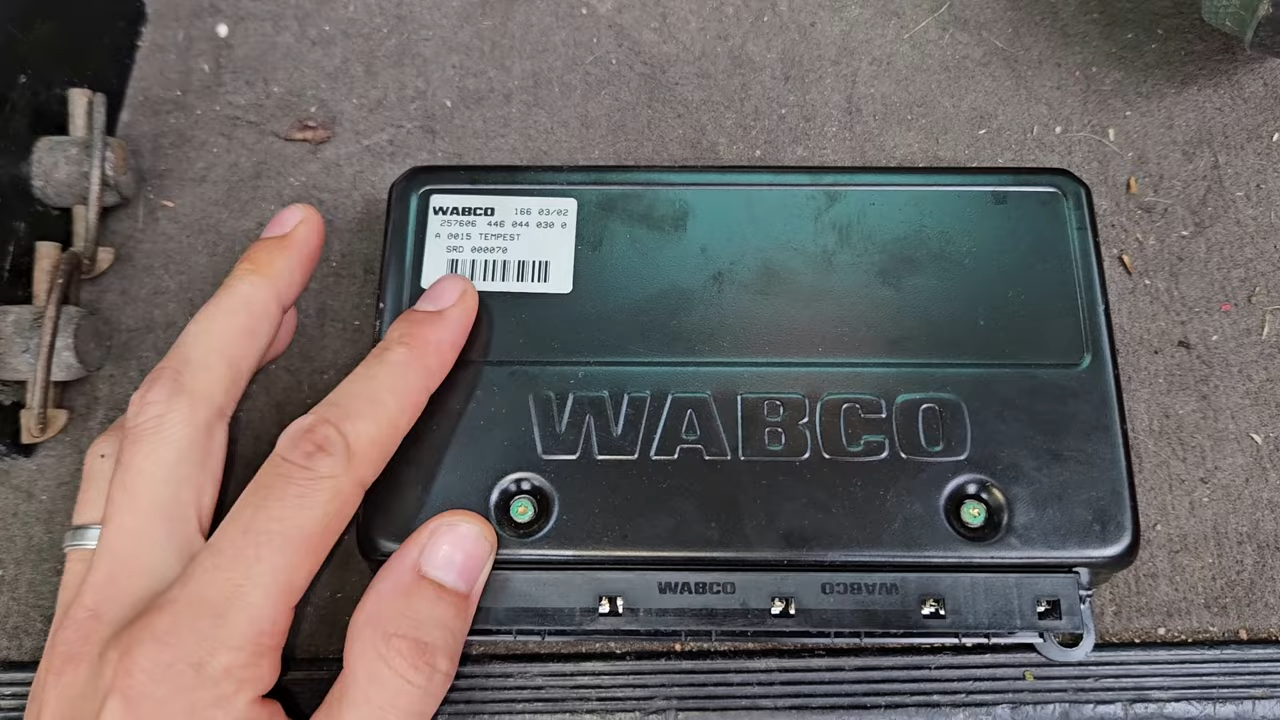 WABCO 166 03/02
257606 446 044 030 0
A 0015 TEMPEST
SRD 000070
WABCO
WABCO WABCO